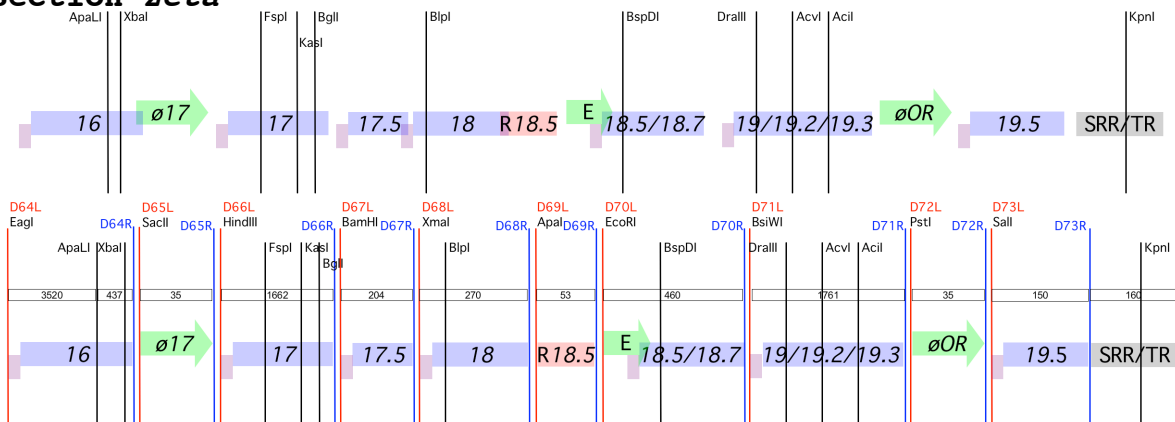 section zeta
ApaLI XbaI FspI BglI BlpI BspDI DraIII AcvI AciI KpnI
KasI
16 ø17 17 17.5 18 R18.5 E 18.5/18.7 19/19.2/19.3 øOR 19.5 SRR/TR
D64L D65L D66L D67L D68L D69L D70L D71L D72L D73L
EagI D64R SacII D65R HindIII D66R BamHI D67R XmaI D68R ApaI D69R EcoRI D70R BsiWI D71R PstI D72R SalI D73R
ApaLI XbaI FspI KasI BlpI BspDI DraIII AcvI AciI KpnI
BglI
3520 437 35 1662 204 270 53 460 1761 35 150 160
16 ø17 17 17.5 18 R18.5 E 18.5/18.7 19/19.2/19.3 øOR 19.5 SRR/TR